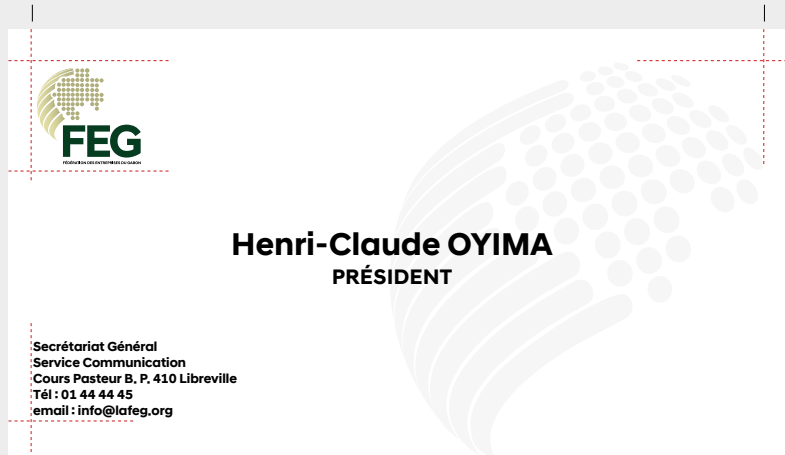 FEG
FÉDÉRATION DES ENTREPRISES DU GABON
Henri-Claude OYIMA
PRÉSIDENT
Secrétariat Général
Service Communication
Cours Pasteur B. P. 410 Libreville
Tél : 01 44 44 45
email : info@lafeg.org